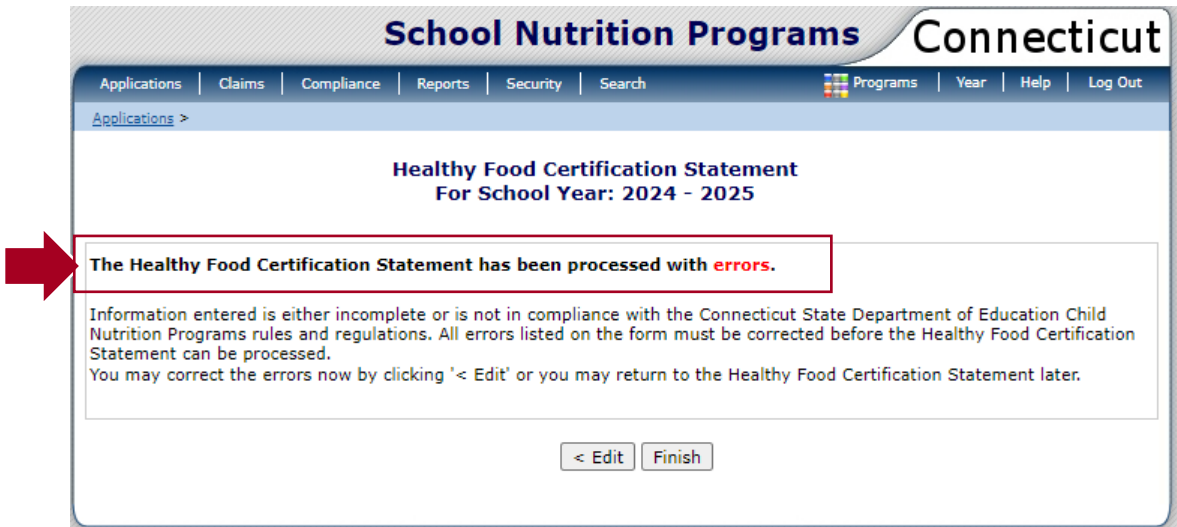 School Nutrition Programs
Connecticut
Applications | Claims | Compliance | Reports | Security | Search
Programs | Year | Help | Log Out
Applications >
Healthy Food Certification Statement
For School Year: 2024 - 2025
The Healthy Food Certification Statement has been processed with errors.
Information entered is either incomplete or is not in compliance with the Connecticut State Department of Education Child
Nutrition Programs rules and regulations. All errors listed on the form must be corrected before the Healthy Food Certification
Statement can be processed.
You may correct the errors now by clicking '< Edit' or you may return to the Healthy Food Certification Statement later.
< Edit
Finish